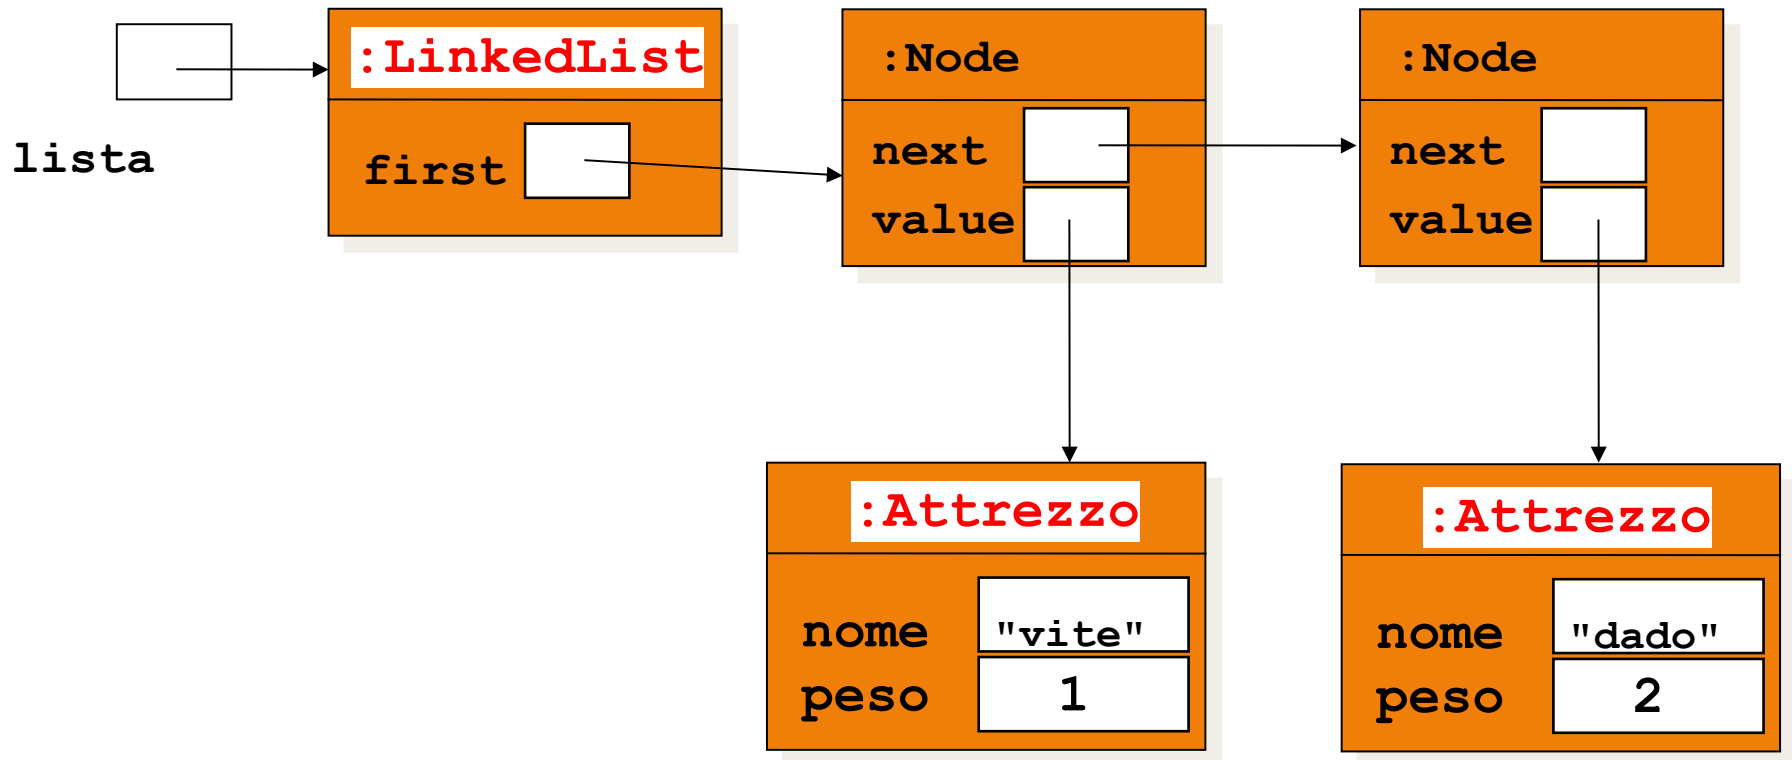 lista
:LinkedList
first
:Node
next
value
:Node
next
value
:Attrezzo
nome "vite"
peso 1
:Attrezzo
nome "dado"
peso 2